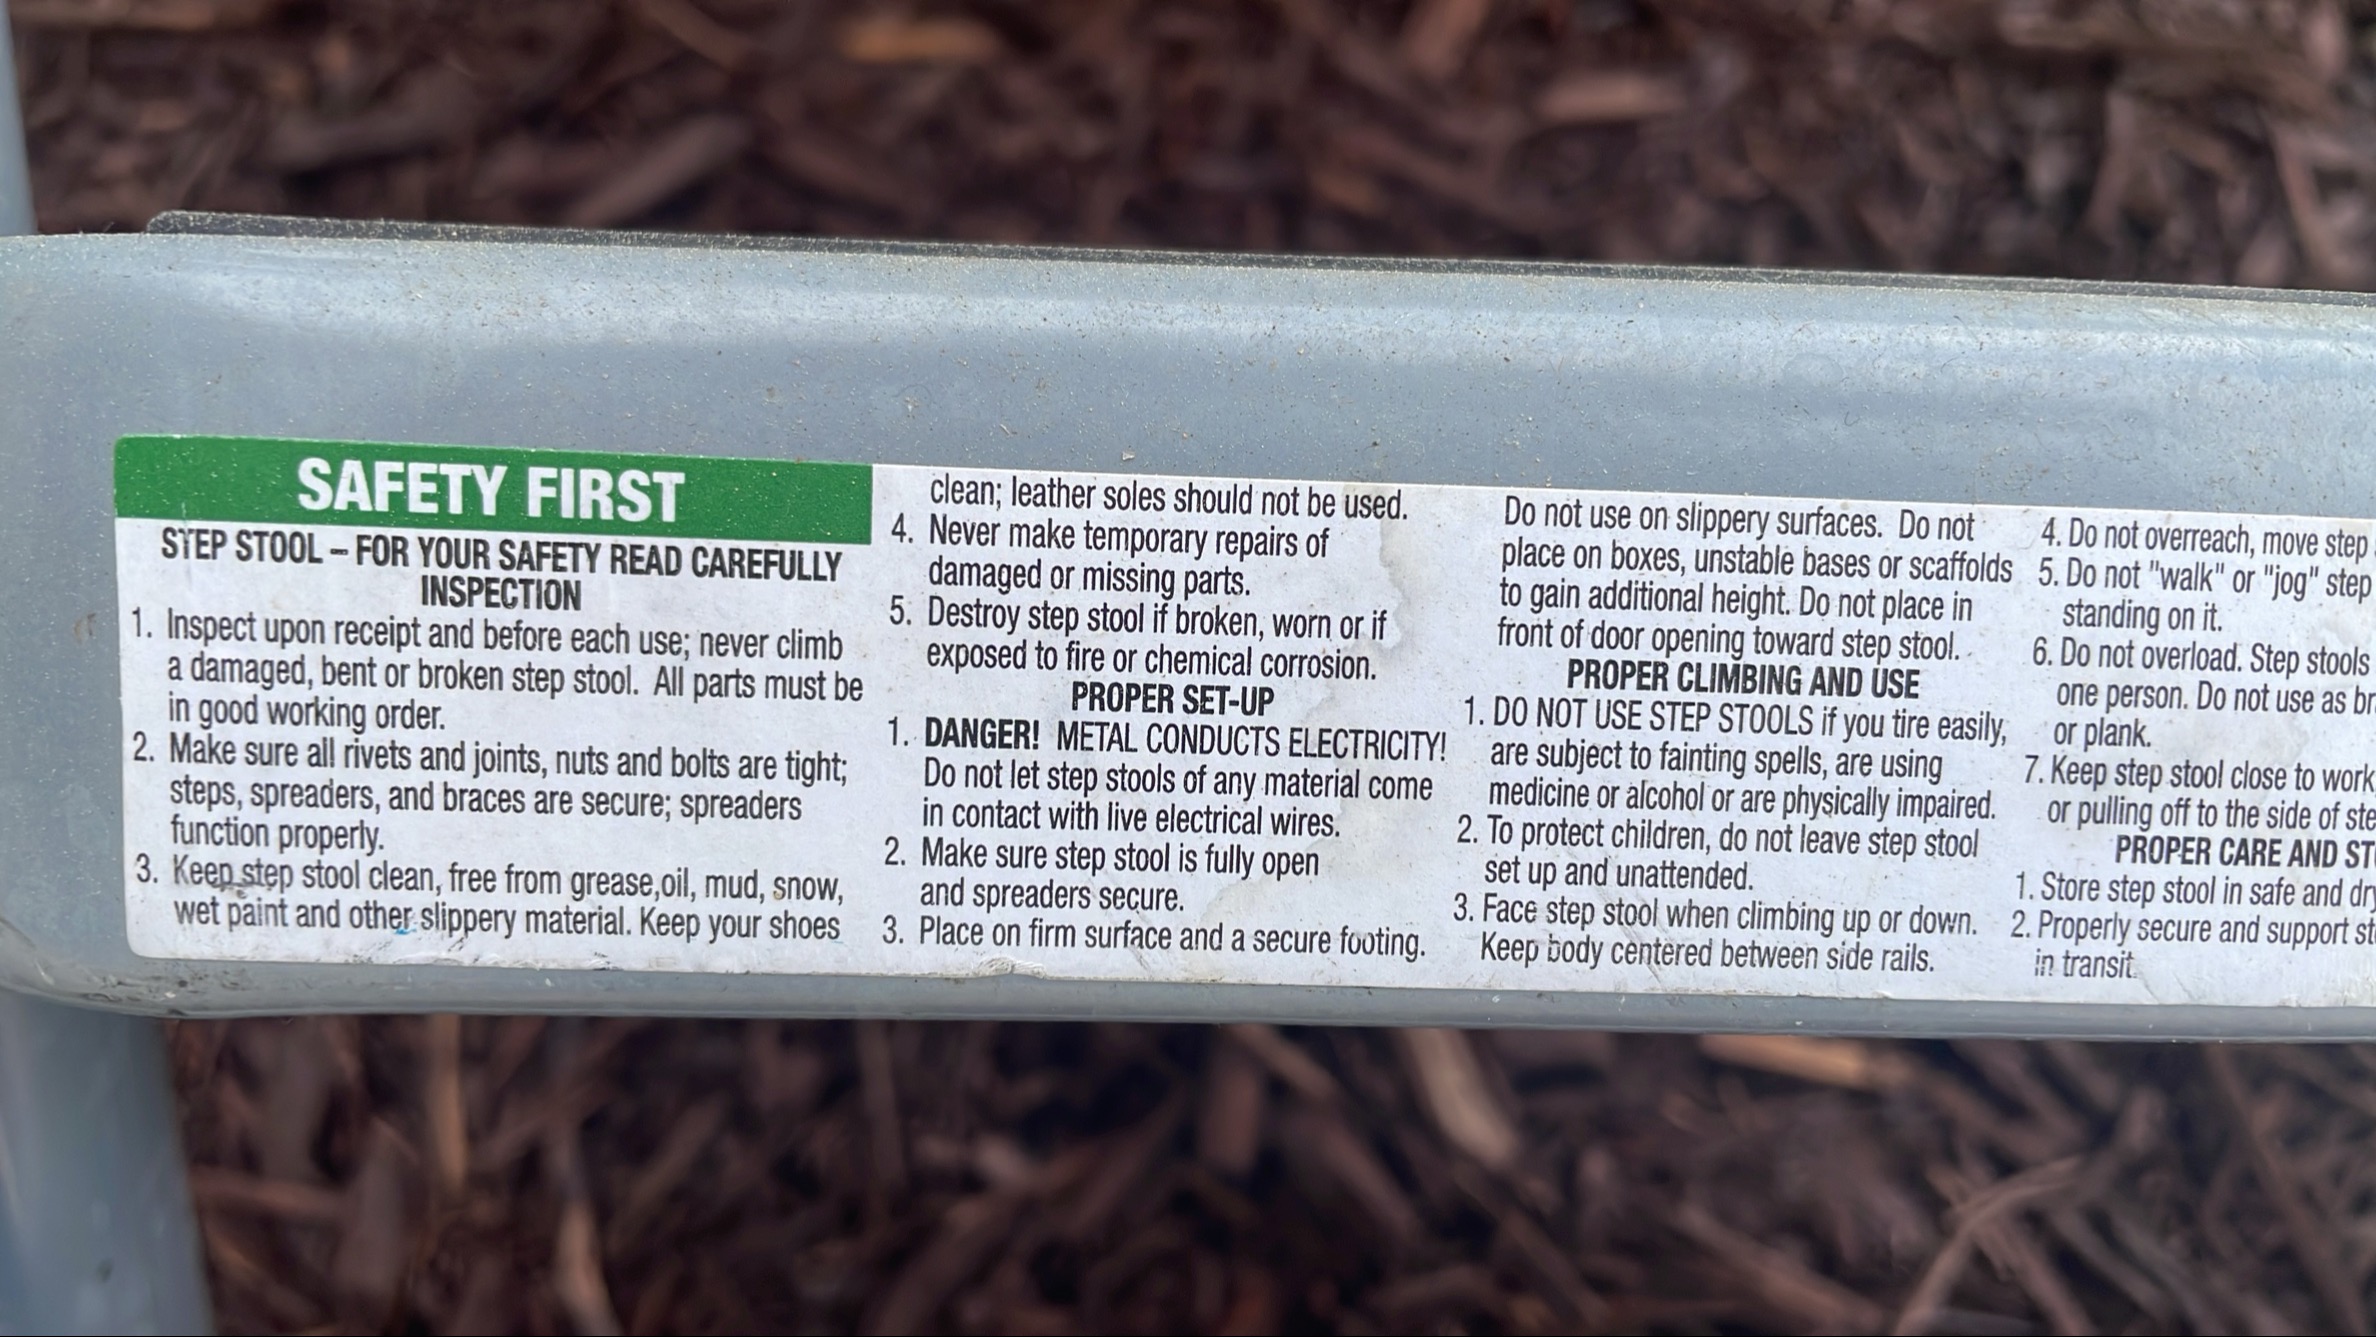 SAFETY FIRST
STEP STOOL – FOR YOUR SAFETY READ CAREFULLY
INSPECTION
1. Inspect upon receipt and before each use; never climb
a damaged, bent or broken step stool. All parts must be
in good working order.
2. Make sure all rivets and joints, nuts and bolts are tight;
steps, spreaders, and braces are secure; spreaders
function properly.
3. Keep step stool clean, free from grease,oil, mud, snow,
wet paint and other slippery material. Keep your shoes
clean; leather soles should not be used.
4. Never make temporary repairs of
damaged or missing parts.
5. Destroy step stool if broken, worn or if
exposed to fire or chemical corrosion.
PROPER SET-UP
1. DANGER! METAL CONDUCTS ELECTRICITY!
Do not let step stools of any material come
in contact with live electrical wires.
2. Make sure step stool is fully open
and spreaders secure.
3. Place on firm surface and a secure footing.
Do not use on slippery surfaces. Do not
place on boxes, unstable bases or scaffolds
to gain additional height. Do not place in
front of door opening toward step stool.
PROPER CLIMBING AND USE
1. DO NOT USE STEP STOOLS if you tire easily,
are subject to fainting spells, are using
medicine or alcohol or are physically impaired.
2. To protect children, do not leave step stool
set up and unattended.
3. Face step stool when climbing up or down.
Keep body centered between side rails.
4. Do not overreach, move step
5. Do not "walk" or "jog" step
standing on it.
6. Do not overload. Step stools
one person. Do not use as
or plank.
7. Keep step stool close to work,
or pulling off to the side of
PROPER CARE AND
1. Store step stool in safe and
2. Properly secure and support
in transit.